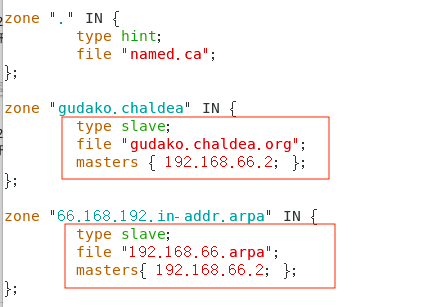 zone "." IN {
type hint;
file "named.ca";
};
zone "gudako.chaldea" IN {
type slave;
file "gudako.chaldea.org";
masters { 192.168.66.2; };
};
zone "66.168.192.in-addr.arpa" IN {
type slave;
file "192.168.66.arpa";
masters{ 192.168.66.2; };
};